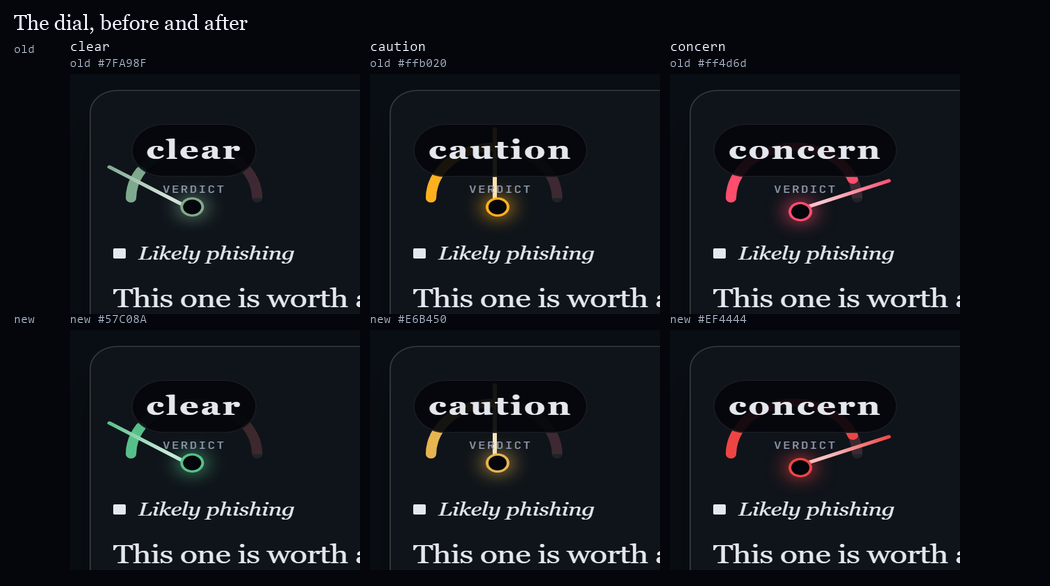 The dial, before and after
old
clear
old #7FA98F
caution
old #ffb020
concern
old #ff4d6d
clear
VERDICT
Likely phishing
This one is worth a
caution
VERDICT
Likely phishing
This one is worth a
concern
VERDICT
Likely phishing
This one is worth a
new
new #57C08A
new #E6B450
new #EF4444
clear
VERDICT
Likely phishing
This one is worth a
caution
VERDICT
Likely phishing
This one is worth a
concern
VERDICT
Likely phishing
This one is worth a